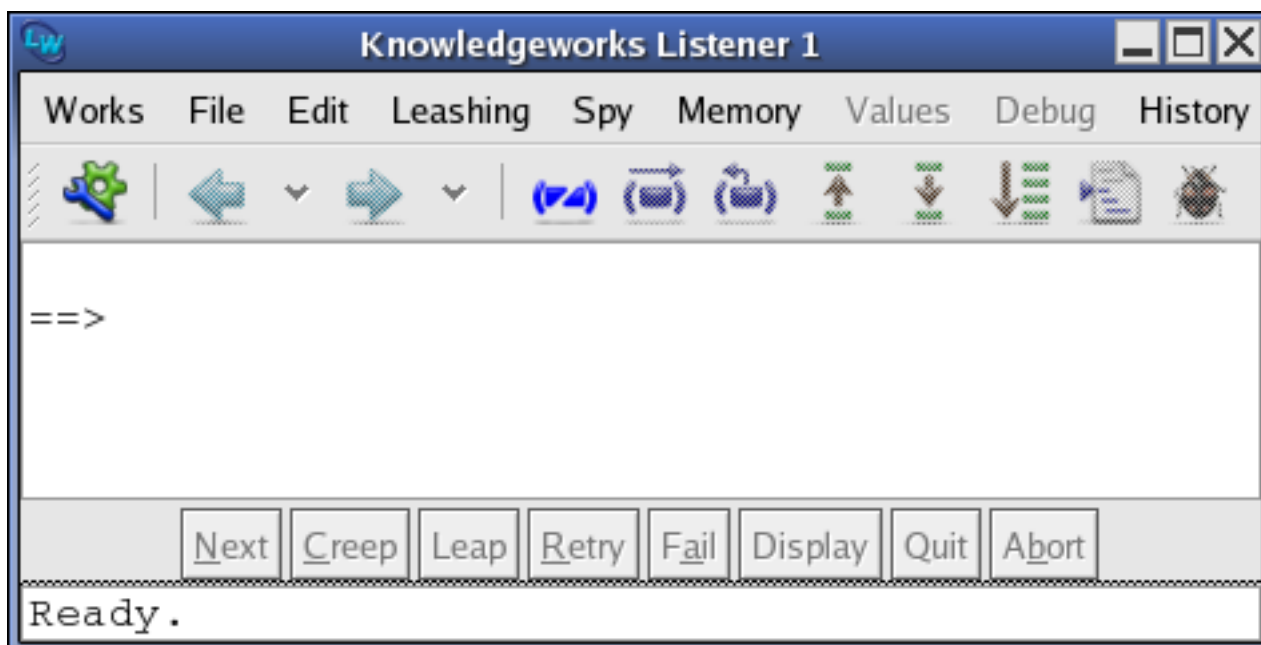 LW Knowledgeworks Listener 1
Works File Edit Leashing Spy Memory Values Debug History
==>
Next Creep Leap Retry Fail Display Quit Abort
Ready.